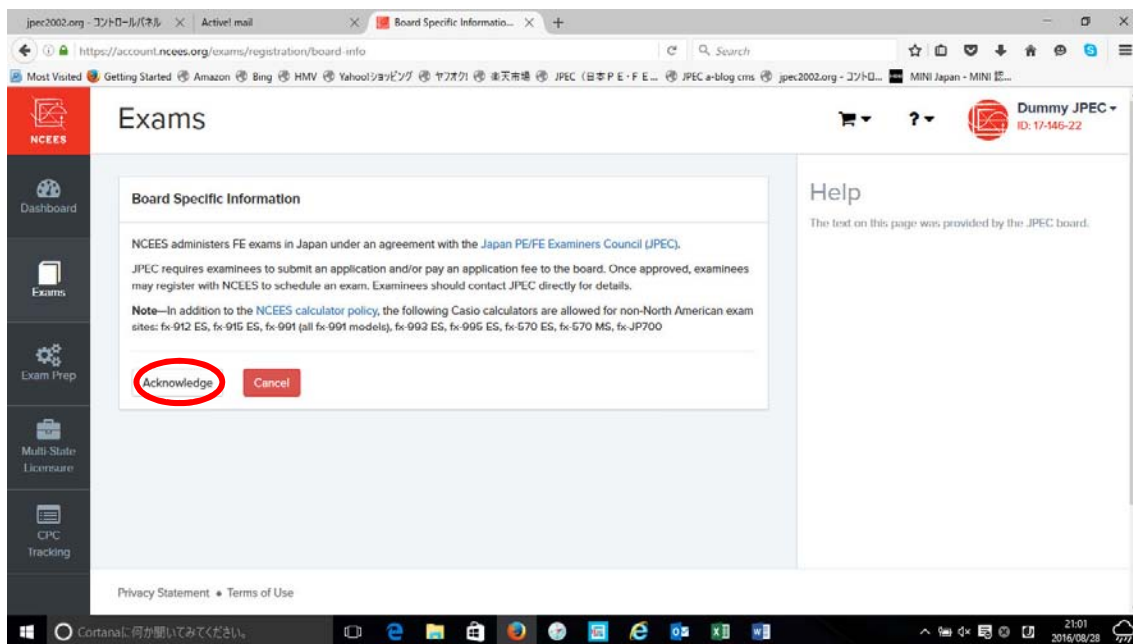 jpec2002.org - コントロールパネル
Active! mail
Board Specific Informatio...
https://account.ncees.org/exams/registration/board-info
Search
Most Visited
Getting Started
Amazon
Bing
HMV
Yahoo!ショッピング
ヤフオク!
楽天市場
JPEC (日本PE・FE...
JPEC a-blog cms
jpec2002.org - コントロ...
MINI Japan - MINI 認...
NCEES
Exams
?
Dummy JPEC
ID: 17-146-22
Dashboard
Exams
Exam Prep
Multi-State
Licensure
CPC
Tracking
Board Specific Information
NCEES administers FE exams in Japan under an agreement with the Japan PE/FE Examiners Council (JPEC).
JPEC requires examinees to submit an application and/or pay an application fee to the board. Once approved, examinees
may register with NCEES to schedule an exam. Examinees should contact JPEC directly for details.
Note—In addition to the NCEES calculator policy, the following Casio calculators are allowed for non-North American exam
sites: fx-912 ES, fx-915 ES, fx-991 (all fx-991 models), fx-993 ES, fx-995 ES, fx-570 ES, fx-570 MS, fx-JP700
Acknowledge
Cancel
Help
The text on this page was provided by the JPEC board.
Privacy Statement • Terms of Use
Cortanaに何か聞いてみてください。
21:01
2016/08/28